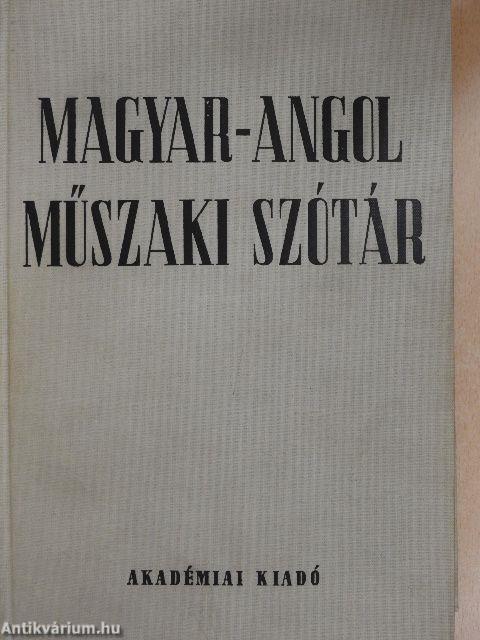 MAGYAR-ANGOL
MŰSZAKI SZÓTÁR
AKADÉMIAI KIADÓ
Antikvárium.hu